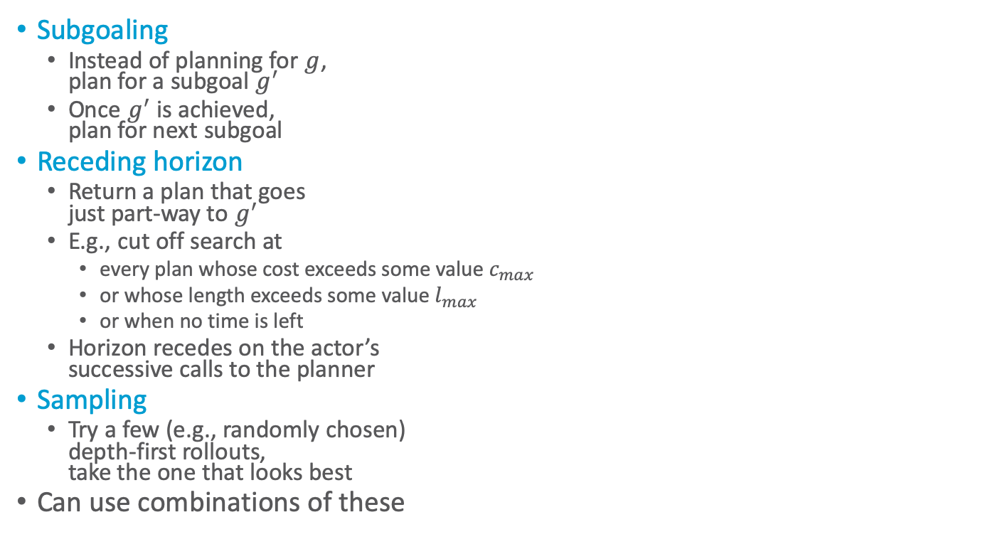 • Subgoaling
• Instead of planning for g,
plan for a subgoal g′
• Once g′ is achieved,
plan for next subgoal
• Receding horizon
• Return a plan that goes
just part-way to g′
• E.g., cut off search at
• every plan whose cost exceeds some value c_max
• or whose length exceeds some value l_max
• or when no time is left
• Horizon recedes on the actor’s
successive calls to the planner
• Sampling
• Try a few (e.g., randomly chosen)
depth-first rollouts,
take the one that looks best
• Can use combinations of these